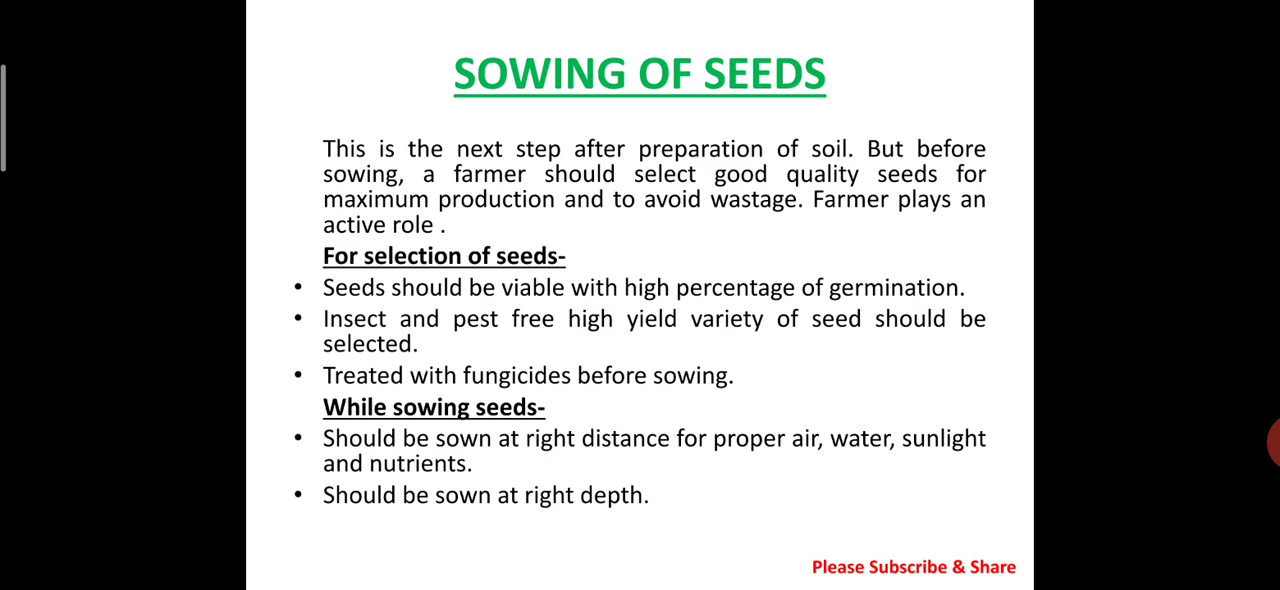 SOWING OF SEEDS
This is the next step after preparation of soil. But before
sowing, a farmer should select good quality seeds for
maximum production and to avoid wastage. Farmer plays an
active role .
For selection of seeds-
• Seeds should be viable with high percentage of germination.
• Insect and pest free high yield variety of seed should be
selected.
• Treated with fungicides before sowing.
While sowing seeds-
• Should be sown at right distance for proper air, water, sunlight
and nutrients.
• Should be sown at right depth.
Please Subscribe & Share